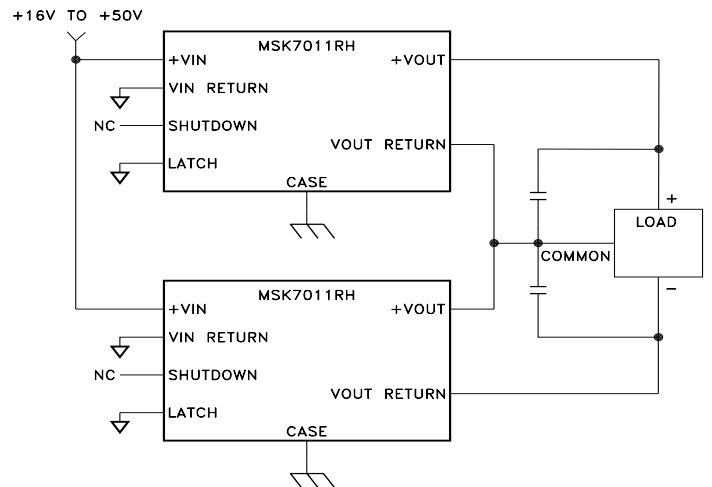 +16V TO +50V
MSK7011RH
+VIN
+VOUT
VIN RETURN
NC
SHUTDOWN
VOUT RETURN
LATCH
CASE
+
LOAD
COMMON
−
MSK7011RH
+VIN
+VOUT
VIN RETURN
NC
SHUTDOWN
VOUT RETURN
LATCH
CASE